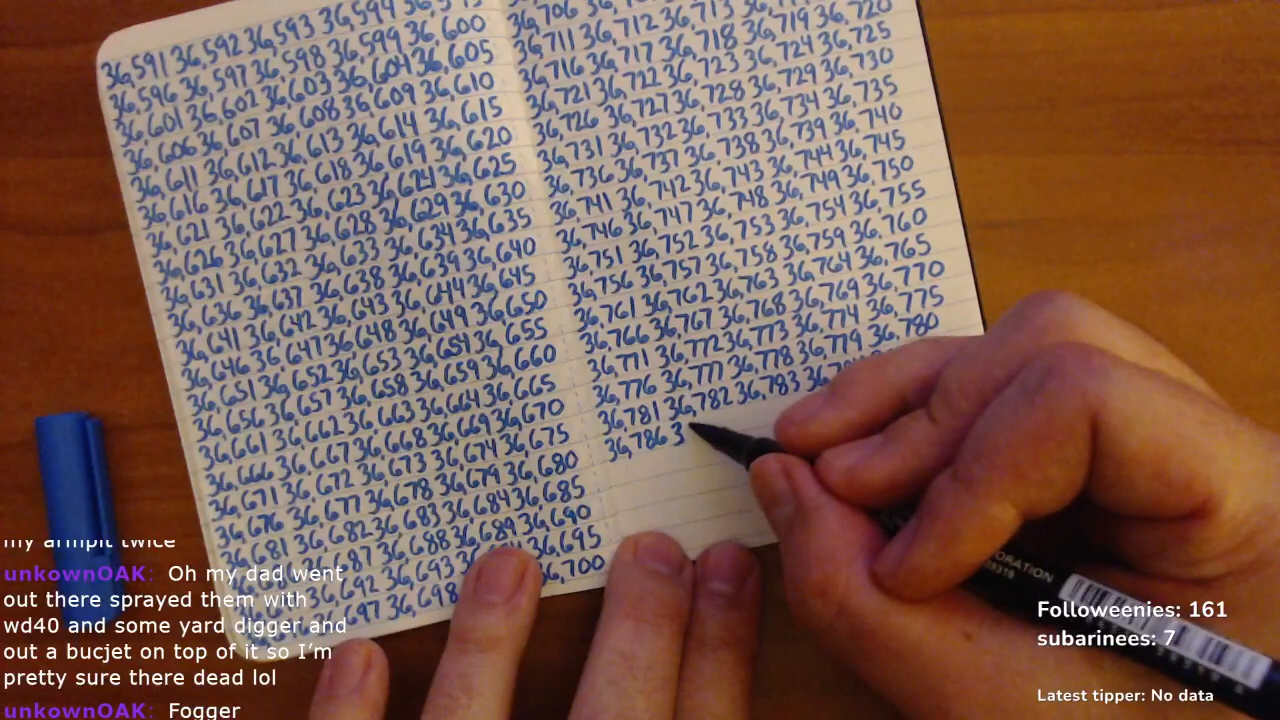 36,591 36,592 36,593 36,594
36,596 36,597 36,598 36,599 36,600
36,601 36,602 36,603 36,604 36,605
36,606 36,607 36,608 36,609 36,610
36,611 36,612 36,613 36,614 36,615
36,616 36,617 36,618 36,619 36,620
36,621 36,622 36,623 36,624 36,625
36,626 36,627 36,628 36,629 36,630
36,631 36,632 36,633 36,634 36,635
36,636 36,637 36,638 36,639 36,640
36,641 36,642 36,643 36,644 36,645
36,646 36,647 36,648 36,649 36,650
36,651 36,652 36,653 36,654 36,655
36,656 36,657 36,658 36,659 36,660
36,661 36,662 36,663 36,664 36,665
36,666 36,667 36,668 36,669 36,670
36,671 36,672 36,673 36,674 36,675
36,676 36,677 36,678 36,679 36,680
36,681 36,682 36,683 36,684 36,685
36,687 36,688 36,689 36,690
36,692 36,693 36,695
36,697 36,698 36,700
36,706
36,711 36,712 36,713
36,716 36,717 36,718 36,719 36,720
36,721 36,722 36,723 36,724 36,725
36,726 36,727 36,728 36,729 36,730
36,731 36,732 36,733 36,734 36,735
36,736 36,737 36,738 36,739 36,740
36,741 36,742 36,743 36,744 36,745
36,746 36,747 36,748 36,749 36,750
36,751 36,752 36,753 36,754 36,755
36,756 36,757 36,758 36,759 36,760
36,761 36,762 36,763 36,764 36,765
36,766 36,767 36,768 36,769 36,770
36,771 36,772 36,773 36,774 36,775
36,776 36,777 36,778 36,779 36,780
36,781 36,782 36,783
36,786 3
my armpit twice
unkownOAK: Oh my dad went
out there sprayed them with
wd40 and some yard digger and
out a bucjet on top of it so I'm
pretty sure there dead lol
unkownOAK: Fogger
Followeenies: 161
subarinees: 7
Latest tipper: No data